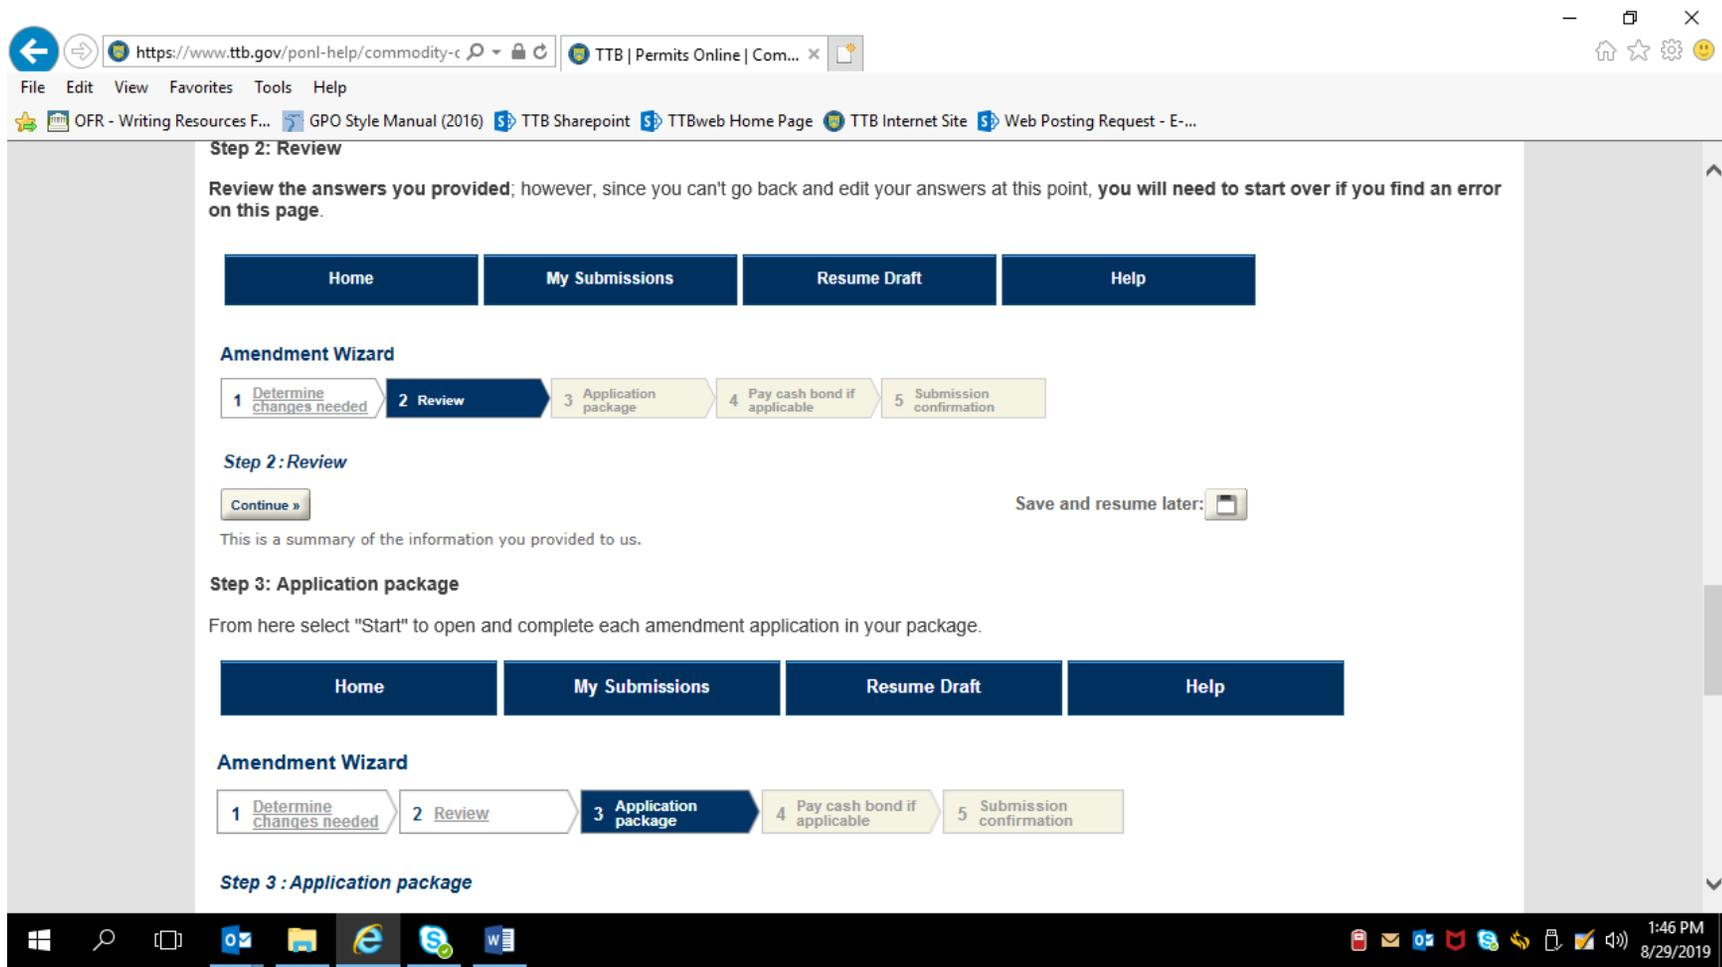 https://www.ttb.gov/ponl-help/commodity-c
TTB | Permits Online | Com...
File Edit View Favorites Tools Help
OFR - Writing Resources F... GPO Style Manual (2016) TTB Sharepoint TTBweb Home Page TTB Internet Site Web Posting Request - E-...
Step 2: Review
Review the answers you provided; however, since you can't go back and edit your answers at this point, you will need to start over if you find an error
on this page.
Home My Submissions Resume Draft Help
Amendment Wizard
1 Determine changes needed 2 Review 3 Application package 4 Pay cash bond if applicable 5 Submission confirmation
Step 2: Review
Continue » Save and resume later:
This is a summary of the information you provided to us.
Step 3: Application package
From here select "Start" to open and complete each amendment application in your package.
Home My Submissions Resume Draft Help
Amendment Wizard
1 Determine changes needed 2 Review 3 Application package 4 Pay cash bond if applicable 5 Submission confirmation
Step 3 : Application package
1:46 PM
8/29/2019